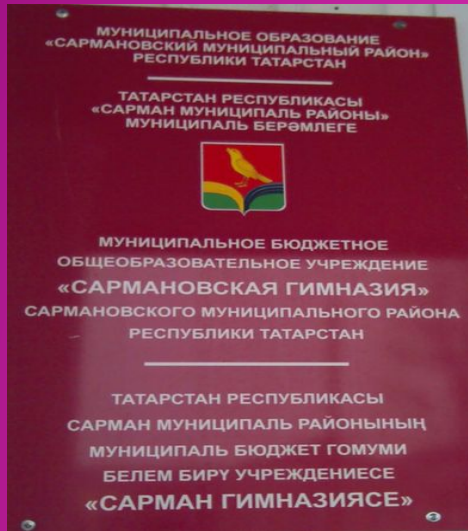 МУНИЦИПАЛЬНОЕ ОБРАЗОВАНИЕ
«САРМАНОВСКИЙ МУНИЦИПАЛЬНЫЙ РАЙОН»
РЕСПУБЛИКИ ТАТАРСТАН
ТАТАРСТАН РЕСПУБЛИКАСЫ
«САРМАН МУНИЦИПАЛЬ РАЙОНЫ»
МУНИЦИПАЛЬ БЕРӘМЛЕГЕ
МУНИЦИПАЛЬНОЕ БЮДЖЕТНОЕ
ОБЩЕОБРАЗОВАТЕЛЬНОЕ УЧРЕЖДЕНИЕ
«САРМАНОВСКАЯ ГИМНАЗИЯ»
САРМАНОВСКОГО МУНИЦИПАЛЬНОГО РАЙОНА
РЕСПУБЛИКИ ТАТАРСТАН
ТАТАРСТАН РЕСПУБЛИКАСЫ
САРМАН МУНИЦИПАЛЬ РАЙОНЫНЫҢ
МУНИЦИПАЛЬ БЮДЖЕТ ГОМУМИ
БЕЛЕМ БИРҮ УЧРЕЖДЕНИЕСЕ
«САРМАН ГИМНАЗИЯСЕ»